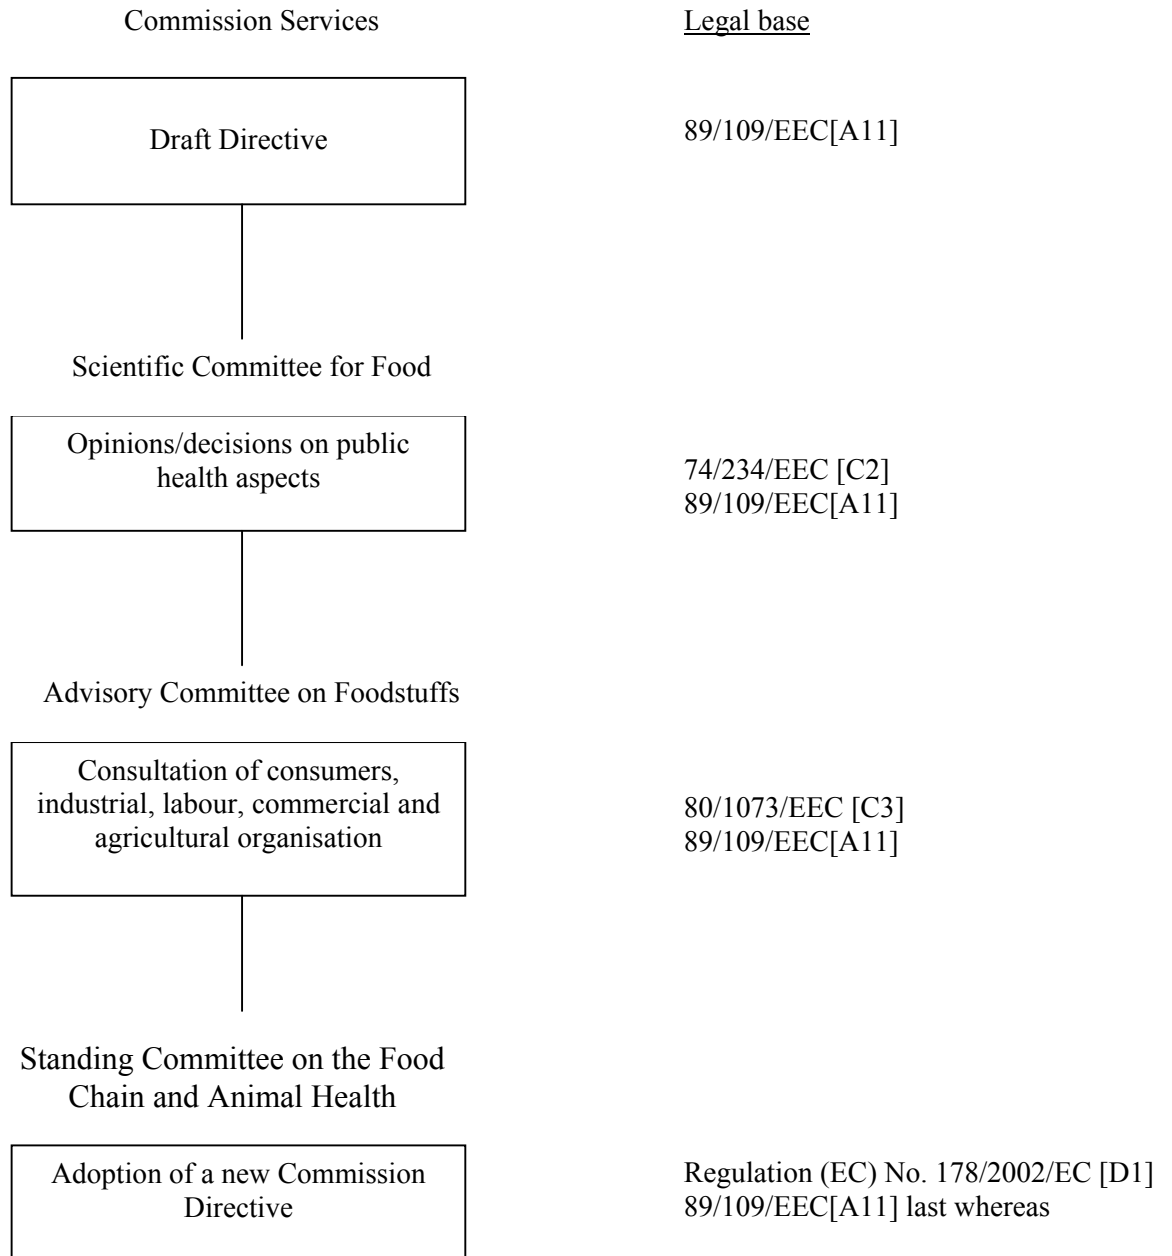 Commission Services
Legal base
Draft Directive
89/109/EEC[A11]
Scientific Committee for Food
Opinions/decisions on public
health aspects
74/234/EEC [C2]
89/109/EEC[A11]
Advisory Committee on Foodstuffs
Consultation of consumers,
industrial, labour, commercial and
agricultural organisation
80/1073/EEC [C3]
89/109/EEC[A11]
Standing Committee on the Food
Chain and Animal Health
Adoption of a new Commission
Directive
Regulation (EC) No. 178/2002/EC [D1]
89/109/EEC[A11] last whereas